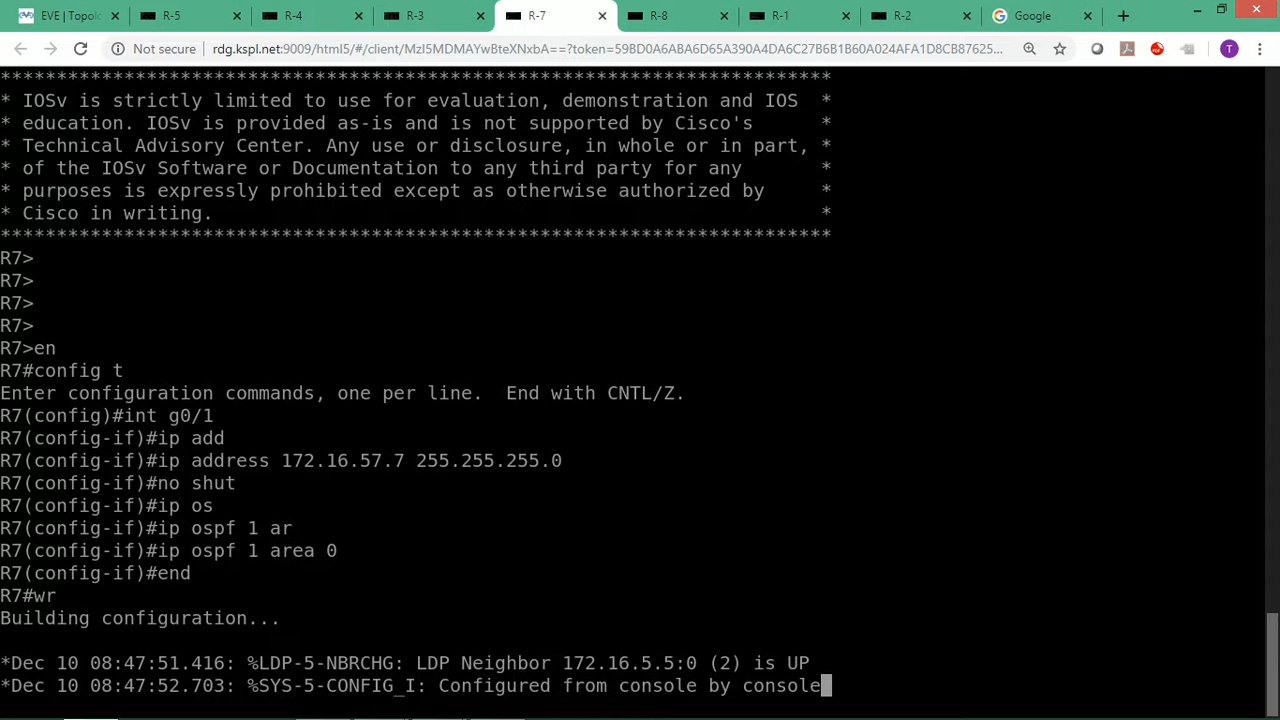 EVE | Topolo
R-5
R-4
R-3
R-7
R-8
R-1
R-2
Google
Not secure rdg.kspl.net:9009/html5/#/client/MzI5MDMAYwBteXNxbA==?token=59BD0A6ABA6D65A390A4DA6C27B6B1B60A024AFA1D8CB87625...
T
**************************************************************************
* IOSv is strictly limited to use for evaluation, demonstration and IOS  *
* education. IOSv is provided as-is and is not supported by Cisco's      *
* Technical Advisory Center. Any use or disclosure, in whole or in part, *
* of the IOSv Software or Documentation to any third party for any       *
* purposes is expressly prohibited except as otherwise authorized by     *
* Cisco in writing.                                                      *
**************************************************************************
R7>
R7>
R7>
R7>
R7>en
R7#config t
Enter configuration commands, one per line.  End with CNTL/Z.
R7(config)#int g0/1
R7(config-if)#ip add
R7(config-if)#ip address 172.16.57.7 255.255.255.0
R7(config-if)#no shut
R7(config-if)#ip os
R7(config-if)#ip ospf 1 ar
R7(config-if)#ip ospf 1 area 0
R7(config-if)#end
R7#wr
Building configuration...
*Dec 10 08:47:51.416: %LDP-5-NBRCHG: LDP Neighbor 172.16.5.5:0 (2) is UP
*Dec 10 08:47:52.703: %SYS-5-CONFIG_I: Configured from console by console